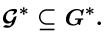 𝓖* ⊆ 𝑮*.